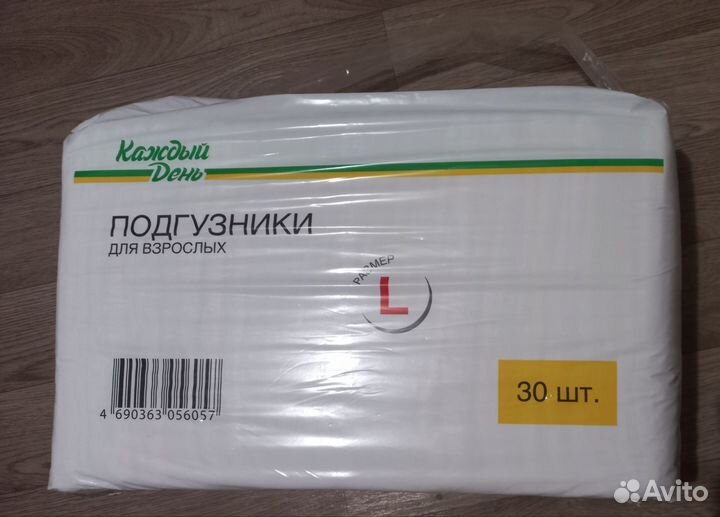 Каждый
День
ПОДГУЗНИКИ
ДЛЯ ВЗРОСЛЫХ
РАЗМЕР
L
30 шт.
4 690363 056057
Avito